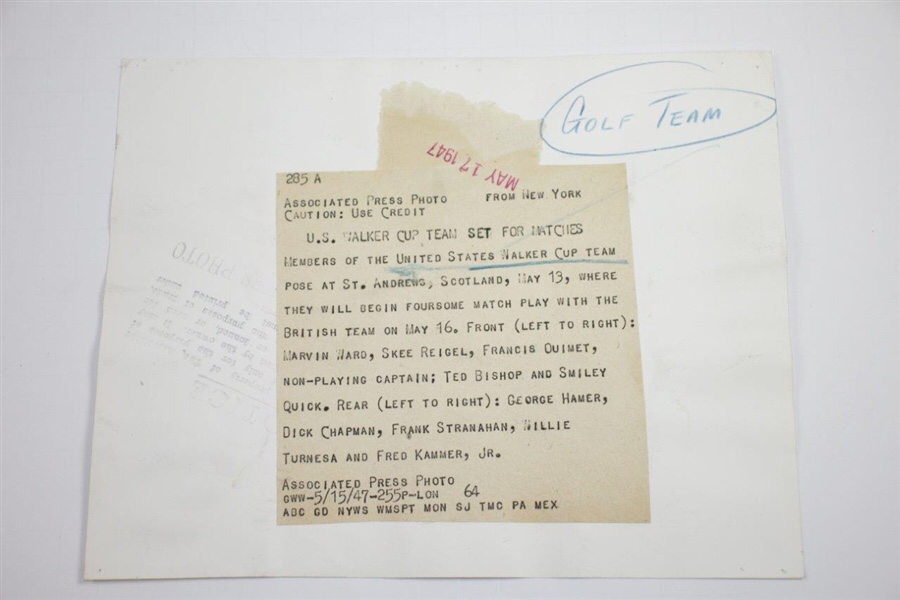 GOLF TEAM
MAY 17 1947
285 A
ASSOCIATED PRESS PHOTO FROM NEW YORK
CAUTION: USE CREDIT
U.S. WALKER CUP TEAM SET FOR MATCHES
MEMBERS OF THE UNITED STATES WALKER CUP TEAM
POSE AT ST. ANDREWS, SCOTLAND, MAY 13, WHERE
THEY WILL BEGIN FOURSOME MATCH PLAY WITH THE
BRITISH TEAM ON MAY 16. FRONT (LEFT TO RIGHT):
MARVIN WARD, SKEE REIGEL, FRANCIS OUIMET,
NON-PLAYING CAPTAIN; TED BISHOP AND SMILEY
QUICK. REAR (LEFT TO RIGHT): GEORGE HAMER,
DICK CHAPMAN, FRANK STRANAHAN, WILLIE
TURNESA AND FRED KAMMER, JR.
ASSOCIATED PRESS PHOTO
GWW-5/15/47-255P-LON 64
ABC GD NYWS WMSPT MON SJ TMC PA MEX
PHOTO